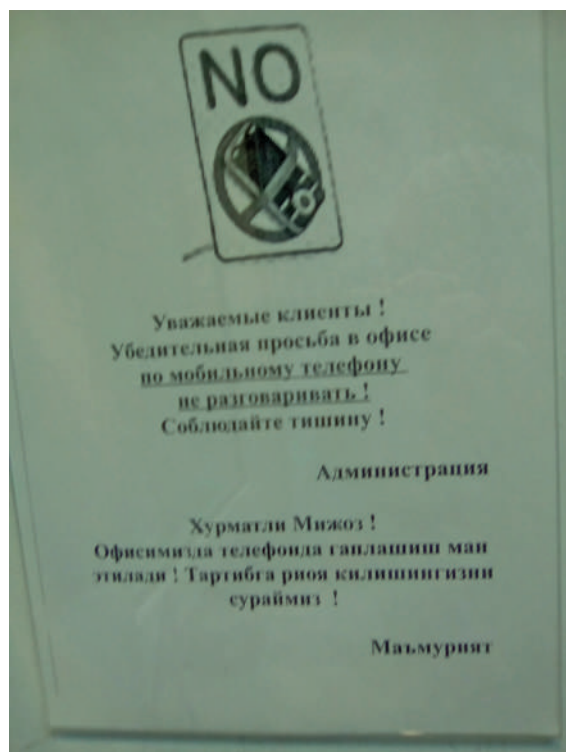 NO
Уважаемые клиенты !
Убедительная просьба в офисе
по мобильному телефону
не разговаривать !
Соблюдайте тишину !
Администрация
Хурматли Мижоз !
Офисимизда телефонда гаплашиш ман
этилади ! Тартибга риоя килишингизни
сураймиз !
Маъмурият